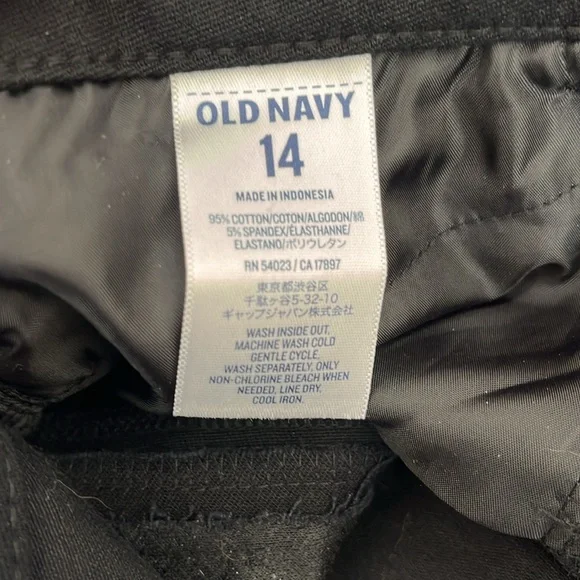 OLD NAVY
14
MADE IN INDONESIA
95% COTTON/COTON/ALGODON/綿
5% SPANDEX/ÉLASTHANNE/
ELASTANO/ポリウレタン
RN 54023 / CA 17897
東京都渋谷区
千駄ヶ谷5-32-10
ギャップジャパン株式会社
WASH INSIDE OUT,
MACHINE WASH COLD
GENTLE CYCLE,
WASH SEPARATELY, ONLY
NON-CHLORINE BLEACH WHEN
NEEDED, LINE DRY,
COOL IRON.